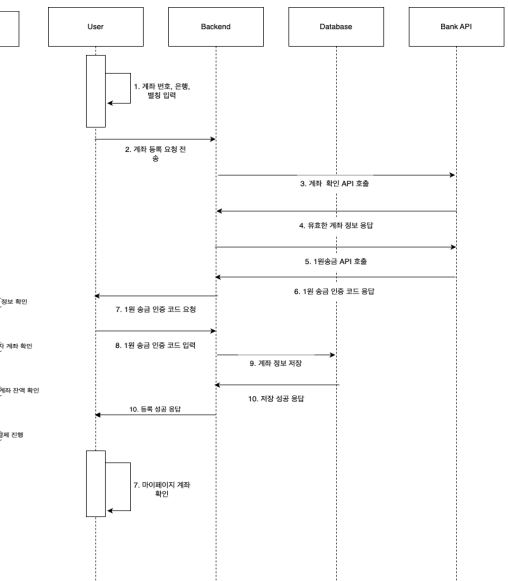 User
Backend
Database
Bank API
1. 계좌 번호, 은행,
별칭 입력
2. 계좌 등록 요청 전
송
3. 계좌 확인 API 호출
4. 유효한 계좌 정보 응답
5. 1원송금 API 호출
6. 1원 송금 인증 코드 응답
정보 확인
7. 1원 송금 인증 코드 요청
8. 1원 송금 인증 코드 입력
계좌 확인
9. 계좌 정보 저장
계좌 잔액 확인
10. 저장 성공 응답
10. 등록 성공 응답
진행
7. 마이페이지 계좌
확인